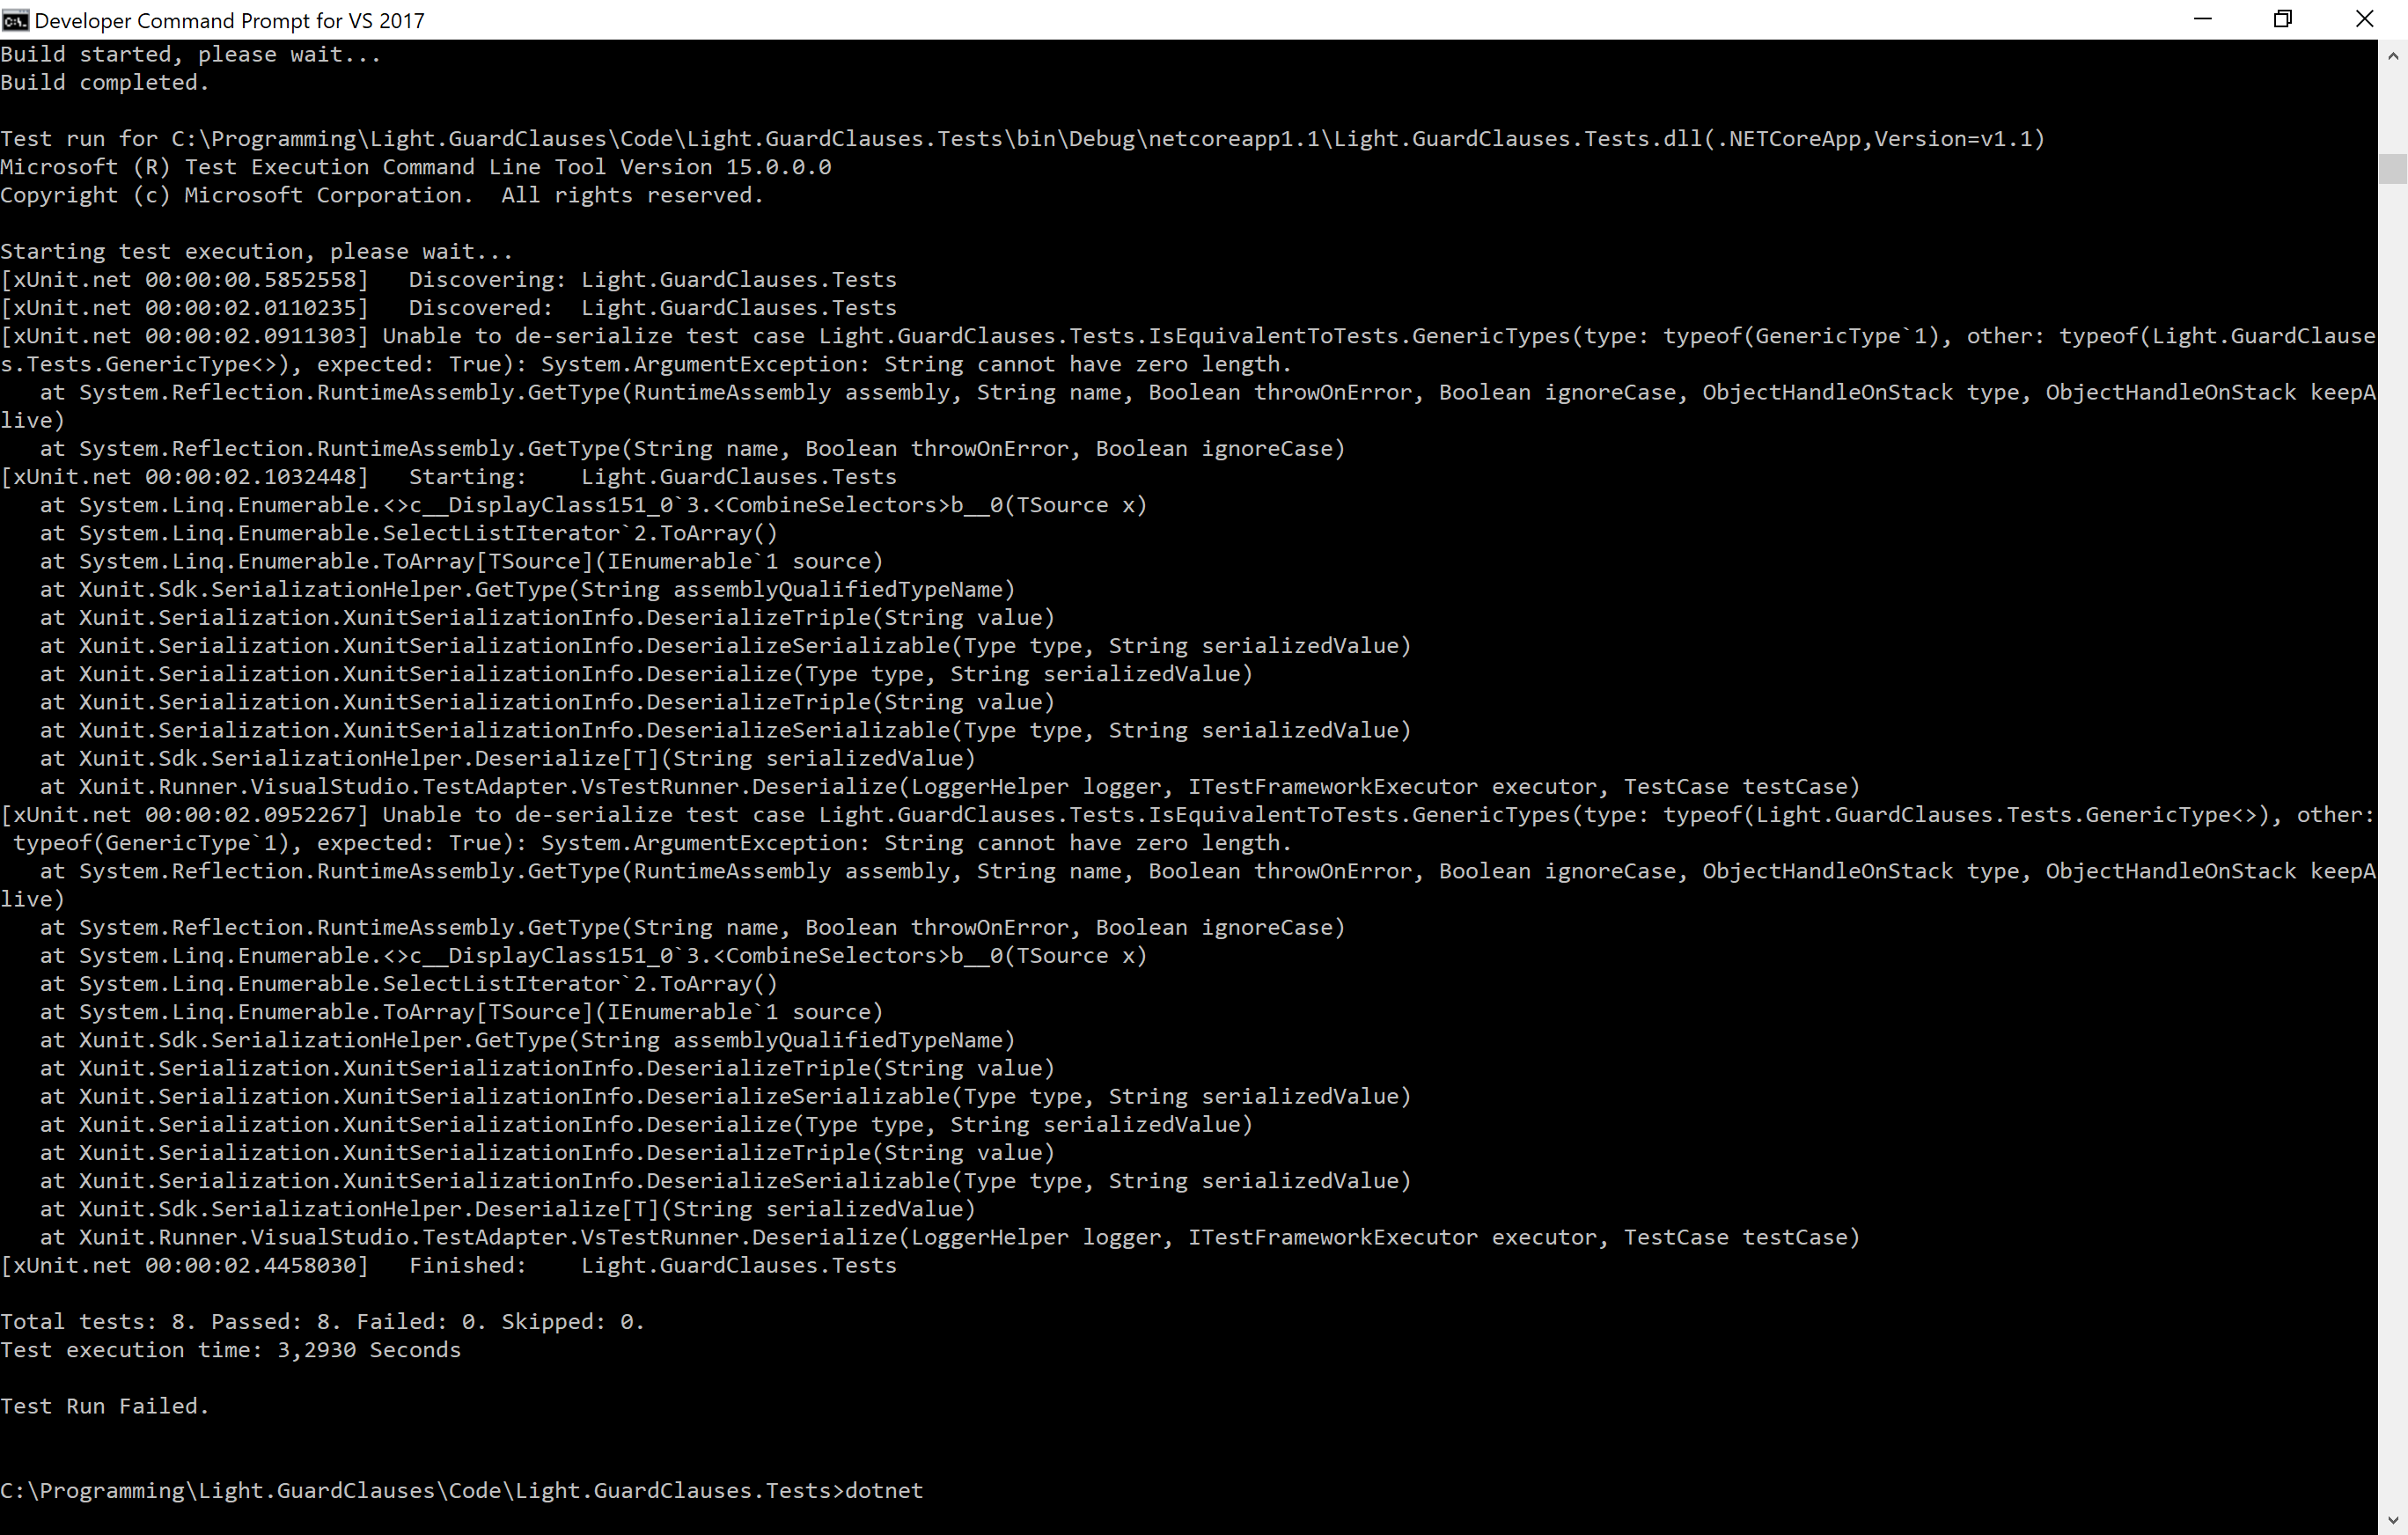 Developer Command Prompt for VS 2017
Build started, please wait...
Build completed.
Test run for C:\Programming\Light.GuardClauses\Code\Light.GuardClauses.Tests\bin\Debug\netcoreapp1.1\Light.GuardClauses.Tests.dll(.NETCoreApp,Version=v1.1)
Microsoft (R) Test Execution Command Line Tool Version 15.0.0.0
Copyright (c) Microsoft Corporation.  All rights reserved.
Starting test execution, please wait...
[xUnit.net 00:00:00.5852558]   Discovering: Light.GuardClauses.Tests
[xUnit.net 00:00:02.0110235]   Discovered:  Light.GuardClauses.Tests
[xUnit.net 00:00:02.0911303] Unable to de-serialize test case Light.GuardClauses.Tests.IsEquivalentToTests.GenericTypes(type: typeof(GenericType`1), other: typeof(Light.GuardClause
s.Tests.GenericType<>), expected: True): System.ArgumentException: String cannot have zero length.
   at System.Reflection.RuntimeAssembly.GetType(RuntimeAssembly assembly, String name, Boolean throwOnError, Boolean ignoreCase, ObjectHandleOnStack type, ObjectHandleOnStack keepA
live)
   at System.Reflection.RuntimeAssembly.GetType(String name, Boolean throwOnError, Boolean ignoreCase)
[xUnit.net 00:00:02.1032448]   Starting:    Light.GuardClauses.Tests
   at System.Linq.Enumerable.<>c__DisplayClass151_0`3.<CombineSelectors>b__0(TSource x)
   at System.Linq.Enumerable.SelectListIterator`2.ToArray()
   at System.Linq.Enumerable.ToArray[TSource](IEnumerable`1 source)
   at Xunit.Sdk.SerializationHelper.GetType(String assemblyQualifiedTypeName)
   at Xunit.Serialization.XunitSerializationInfo.DeserializeTriple(String value)
   at Xunit.Serialization.XunitSerializationInfo.DeserializeSerializable(Type type, String serializedValue)
   at Xunit.Serialization.XunitSerializationInfo.Deserialize(Type type, String serializedValue)
   at Xunit.Serialization.XunitSerializationInfo.DeserializeTriple(String value)
   at Xunit.Serialization.XunitSerializationInfo.DeserializeSerializable(Type type, String serializedValue)
   at Xunit.Sdk.SerializationHelper.Deserialize[T](String serializedValue)
   at Xunit.Runner.VisualStudio.TestAdapter.VsTestRunner.Deserialize(LoggerHelper logger, ITestFrameworkExecutor executor, TestCase testCase)
[xUnit.net 00:00:02.0952267] Unable to de-serialize test case Light.GuardClauses.Tests.IsEquivalentToTests.GenericTypes(type: typeof(Light.GuardClauses.Tests.GenericType<>), other:
 typeof(GenericType`1), expected: True): System.ArgumentException: String cannot have zero length.
   at System.Reflection.RuntimeAssembly.GetType(RuntimeAssembly assembly, String name, Boolean throwOnError, Boolean ignoreCase, ObjectHandleOnStack type, ObjectHandleOnStack keepA
live)
   at System.Reflection.RuntimeAssembly.GetType(String name, Boolean throwOnError, Boolean ignoreCase)
   at System.Linq.Enumerable.<>c__DisplayClass151_0`3.<CombineSelectors>b__0(TSource x)
   at System.Linq.Enumerable.SelectListIterator`2.ToArray()
   at System.Linq.Enumerable.ToArray[TSource](IEnumerable`1 source)
   at Xunit.Sdk.SerializationHelper.GetType(String assemblyQualifiedTypeName)
   at Xunit.Serialization.XunitSerializationInfo.DeserializeTriple(String value)
   at Xunit.Serialization.XunitSerializationInfo.DeserializeSerializable(Type type, String serializedValue)
   at Xunit.Serialization.XunitSerializationInfo.Deserialize(Type type, String serializedValue)
   at Xunit.Serialization.XunitSerializationInfo.DeserializeTriple(String value)
   at Xunit.Serialization.XunitSerializationInfo.DeserializeSerializable(Type type, String serializedValue)
   at Xunit.Sdk.SerializationHelper.Deserialize[T](String serializedValue)
   at Xunit.Runner.VisualStudio.TestAdapter.VsTestRunner.Deserialize(LoggerHelper logger, ITestFrameworkExecutor executor, TestCase testCase)
[xUnit.net 00:00:02.4458030]   Finished:    Light.GuardClauses.Tests
Total tests: 8. Passed: 8. Failed: 0. Skipped: 0.
Test execution time: 3,2930 Seconds
Test Run Failed.
C:\Programming\Light.GuardClauses\Code\Light.GuardClauses.Tests>dotnet